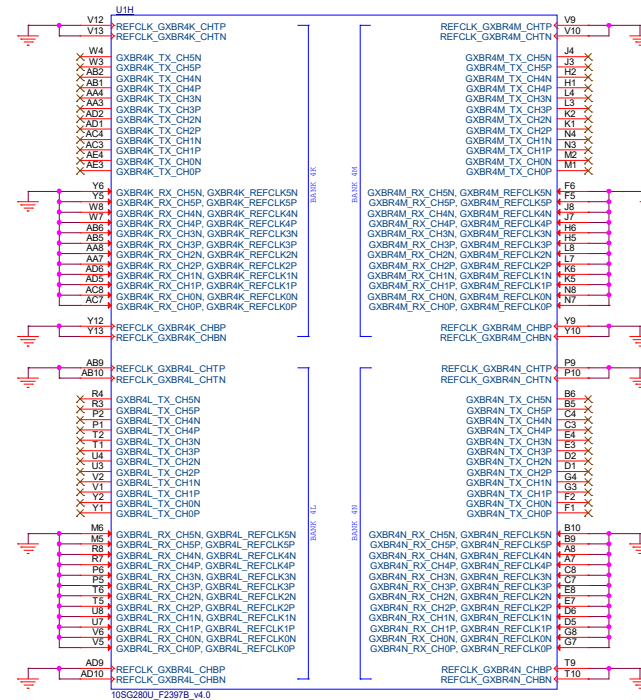 U1H
V12 REFCLK_GXBR4K_CHTP REFCLK_GXBR4M_CHTP V9
V13 REFCLK_GXBR4K_CHTN REFCLK_GXBR4M_CHTN V10
W4 GXBR4K_TX_CH5N GXBR4M_TX_CH5N J4
W3 GXBR4K_TX_CH5P GXBR4M_TX_CH5P J3
AB2 GXBR4K_TX_CH4N GXBR4M_TX_CH4N H2
AB1 GXBR4K_TX_CH4P GXBR4M_TX_CH4P H1
AA4 GXBR4K_TX_CH3N GXBR4M_TX_CH3N L4
AA3 GXBR4K_TX_CH3P GXBR4M_TX_CH3P L3
AD2 GXBR4K_TX_CH2N GXBR4M_TX_CH2N K2
AD1 GXBR4K_TX_CH2P GXBR4M_TX_CH2P K1
AC4 GXBR4K_TX_CH1N GXBR4M_TX_CH1N N4
AC3 GXBR4K_TX_CH1P GXBR4M_TX_CH1P N3
AE4 GXBR4K_TX_CH0N GXBR4M_TX_CH0N M2
AE3 GXBR4K_TX_CH0P GXBR4M_TX_CH0P M1
BANK 4K BANK 4M
Y6 GXBR4K_RX_CH5N, GXBR4K_REFCLK5N GXBR4M_RX_CH5N, GXBR4M_REFCLK5N F6
Y5 GXBR4K_RX_CH5P, GXBR4K_REFCLK5P GXBR4M_RX_CH5P, GXBR4M_REFCLK5P F5
W8 GXBR4K_RX_CH4N, GXBR4K_REFCLK4N GXBR4M_RX_CH4N, GXBR4M_REFCLK4N J8
W7 GXBR4K_RX_CH4P, GXBR4K_REFCLK4P GXBR4M_RX_CH4P, GXBR4M_REFCLK4P J7
AB6 GXBR4K_RX_CH3N, GXBR4K_REFCLK3N GXBR4M_RX_CH3N, GXBR4M_REFCLK3N H6
AB5 GXBR4K_RX_CH3P, GXBR4K_REFCLK3P GXBR4M_RX_CH3P, GXBR4M_REFCLK3P H5
AA8 GXBR4K_RX_CH2N, GXBR4K_REFCLK2N GXBR4M_RX_CH2N, GXBR4M_REFCLK2N L8
AA7 GXBR4K_RX_CH2P, GXBR4K_REFCLK2P GXBR4M_RX_CH2P, GXBR4M_REFCLK2P L7
AD6 GXBR4K_RX_CH1N, GXBR4K_REFCLK1N GXBR4M_RX_CH1N, GXBR4M_REFCLK1N K6
AD5 GXBR4K_RX_CH1P, GXBR4K_REFCLK1P GXBR4M_RX_CH1P, GXBR4M_REFCLK1P K5
AC8 GXBR4K_RX_CH0N, GXBR4K_REFCLK0N GXBR4M_RX_CH0N, GXBR4M_REFCLK0N N8
AC7 GXBR4K_RX_CH0P, GXBR4K_REFCLK0P GXBR4M_RX_CH0P, GXBR4M_REFCLK0P N7
Y12 REFCLK_GXBR4K_CHBP REFCLK_GXBR4M_CHBP Y9
Y13 REFCLK_GXBR4K_CHBN REFCLK_GXBR4M_CHBN Y10
AB9 REFCLK_GXBR4L_CHTP REFCLK_GXBR4N_CHTP P9
AB10 REFCLK_GXBR4L_CHTN REFCLK_GXBR4N_CHTN P10
R4 GXBR4L_TX_CH5N GXBR4N_TX_CH5N B6
R3 GXBR4L_TX_CH5P GXBR4N_TX_CH5P B5
P2 GXBR4L_TX_CH4N GXBR4N_TX_CH4N C4
P1 GXBR4L_TX_CH4P GXBR4N_TX_CH4P C3
T2 GXBR4L_TX_CH3N GXBR4N_TX_CH3N E4
T1 GXBR4L_TX_CH3P GXBR4N_TX_CH3P E3
U4 GXBR4L_TX_CH2N GXBR4N_TX_CH2N D2
U3 GXBR4L_TX_CH2P GXBR4N_TX_CH2P D1
V2 GXBR4L_TX_CH1N GXBR4N_TX_CH1N G4
V1 GXBR4L_TX_CH1P GXBR4N_TX_CH1P G3
Y2 GXBR4L_TX_CH0N GXBR4N_TX_CH0N F2
Y1 GXBR4L_TX_CH0P GXBR4N_TX_CH0P F1
BANK 4L BANK 4N
M6 GXBR4L_RX_CH5N, GXBR4L_REFCLK5N GXBR4N_RX_CH5N, GXBR4N_REFCLK5N B10
M5 GXBR4L_RX_CH5P, GXBR4L_REFCLK5P GXBR4N_RX_CH5P, GXBR4N_REFCLK5P B9
R8 GXBR4L_RX_CH4N, GXBR4L_REFCLK4N GXBR4N_RX_CH4N, GXBR4N_REFCLK4N A8
R7 GXBR4L_RX_CH4P, GXBR4L_REFCLK4P GXBR4N_RX_CH4P, GXBR4N_REFCLK4P A7
P6 GXBR4L_RX_CH3N, GXBR4L_REFCLK3N GXBR4N_RX_CH3N, GXBR4N_REFCLK3N C8
P5 GXBR4L_RX_CH3P, GXBR4L_REFCLK3P GXBR4N_RX_CH3P, GXBR4N_REFCLK3P C7
T6 GXBR4L_RX_CH2N, GXBR4L_REFCLK2N GXBR4N_RX_CH2N, GXBR4N_REFCLK2N E8
T5 GXBR4L_RX_CH2P, GXBR4L_REFCLK2P GXBR4N_RX_CH2P, GXBR4N_REFCLK2P E7
U8 GXBR4L_RX_CH1N, GXBR4L_REFCLK1N GXBR4N_RX_CH1N, GXBR4N_REFCLK1N D6
U7 GXBR4L_RX_CH1P, GXBR4L_REFCLK1P GXBR4N_RX_CH1P, GXBR4N_REFCLK1P D5
V6 GXBR4L_RX_CH0N, GXBR4L_REFCLK0N GXBR4N_RX_CH0N, GXBR4N_REFCLK0N G8
V5 GXBR4L_RX_CH0P, GXBR4L_REFCLK0P GXBR4N_RX_CH0P, GXBR4N_REFCLK0P G7
AD9 REFCLK_GXBR4L_CHBP REFCLK_GXBR4N_CHBP T9
AD10 REFCLK_GXBR4L_CHBN REFCLK_GXBR4N_CHBN T10
10SG280U_F2397B_v4.0